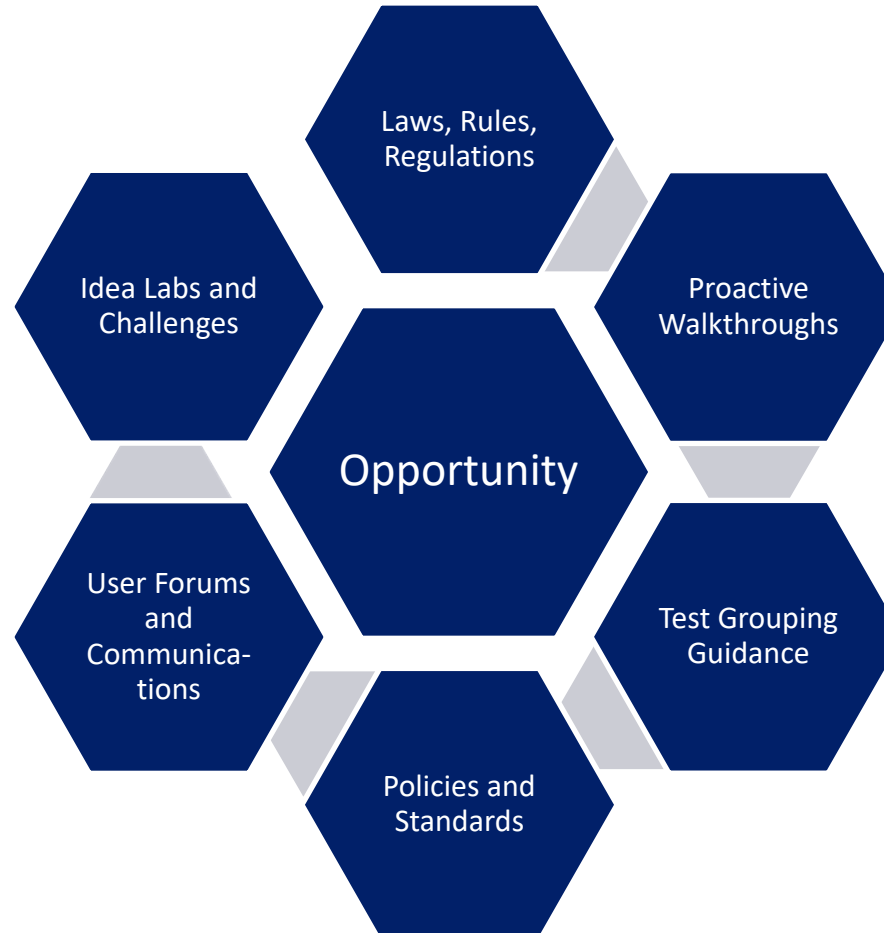 Laws, Rules,
Regulations
Idea Labs and
Challenges
Proactive
Walkthroughs
Opportunity
User Forums
and
Communica-
tions
Test Grouping
Guidance
Policies and
Standards